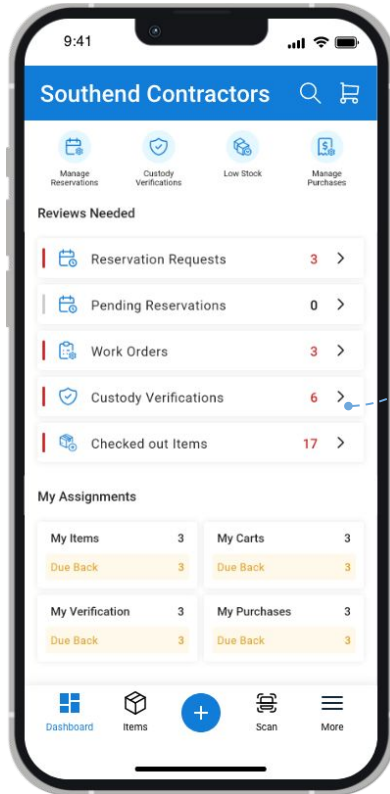 9:41
Southend Contractors
Manage
Reservations
Custody
Verifications
Low Stock
Manage
Purchases
Reviews Needed
Reservation Requests 3
Pending Reservations 0
Work Orders 3
Custody Verifications 6
Checked out Items 17
My Assignments
My Items 3
Due Back 3
My Carts 3
Due Back 3
My Verification 3
Due Back 3
My Purchases 3
Due Back 3
Dashboard
Items
Scan
More